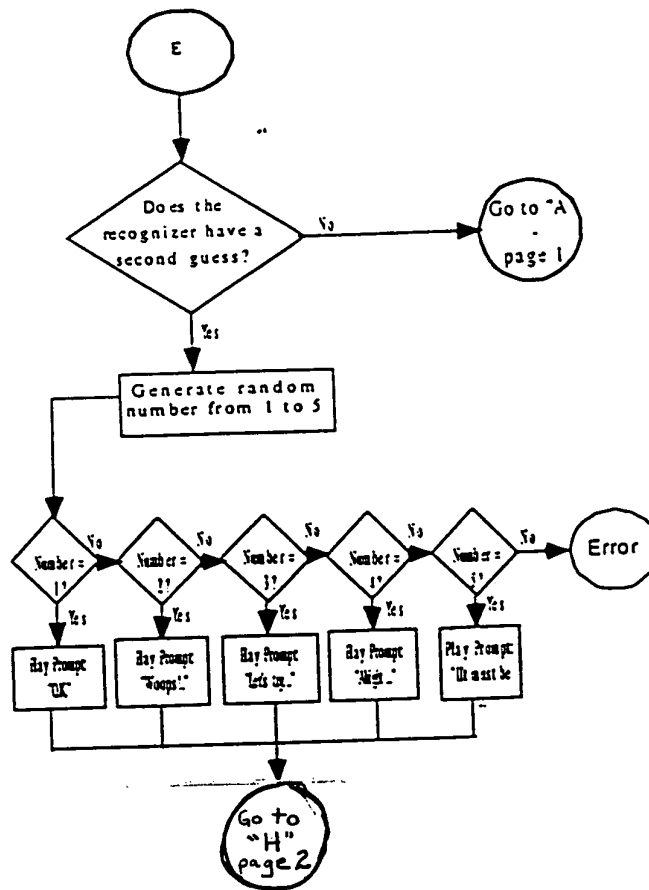 E
Does the
recognizer have a
second guess?
No
Go to "A
-
page 1
Yes
Generate random
number from 1 to 5
Number =
1?
No
Number =
2?
No
Number =
3?
No
Number =
4?
No
Number =
5?
No
Error
Yes
Yes
Yes
Yes
Yes
Play Prompt
"OK"
Play Prompt
"Woops!..."
Play Prompt
"Let's try..."
Play Prompt
Play Prompt
must be
Go to
"H"
page 2